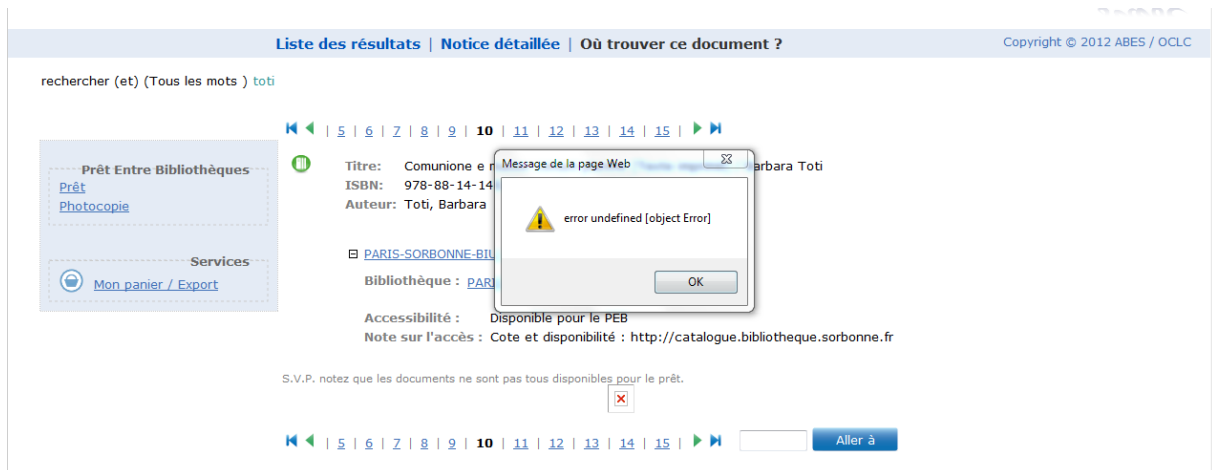 Liste des résultats | Notice détaillée | Où trouver ce document ?
Copyright © 2012 ABES / OCLC
rechercher (et) (Tous les mots ) toti
| 5 | 6 | 7 | 8 | 9 | 10 | 11 | 12 | 13 | 14 | 15 |
Prêt Entre Bibliothèques
Prêt
Photocopie
Services
Mon panier / Export
Titre: Comunione e arbara Toti
ISBN: 978-88-14-14
Auteur: Toti, Barbara
Message de la page Web
error undefined [object Error]
OK
PARIS-SORBONNE-BIU
Bibliothèque : PARI
Accessibilité : Disponible pour le PEB
Note sur l'accès : Cote et disponibilité : http://catalogue.bibliotheque.sorbonne.fr
S.V.P. notez que les documents ne sont pas tous disponibles pour le prêt.
| 5 | 6 | 7 | 8 | 9 | 10 | 11 | 12 | 13 | 14 | 15 |
Aller à